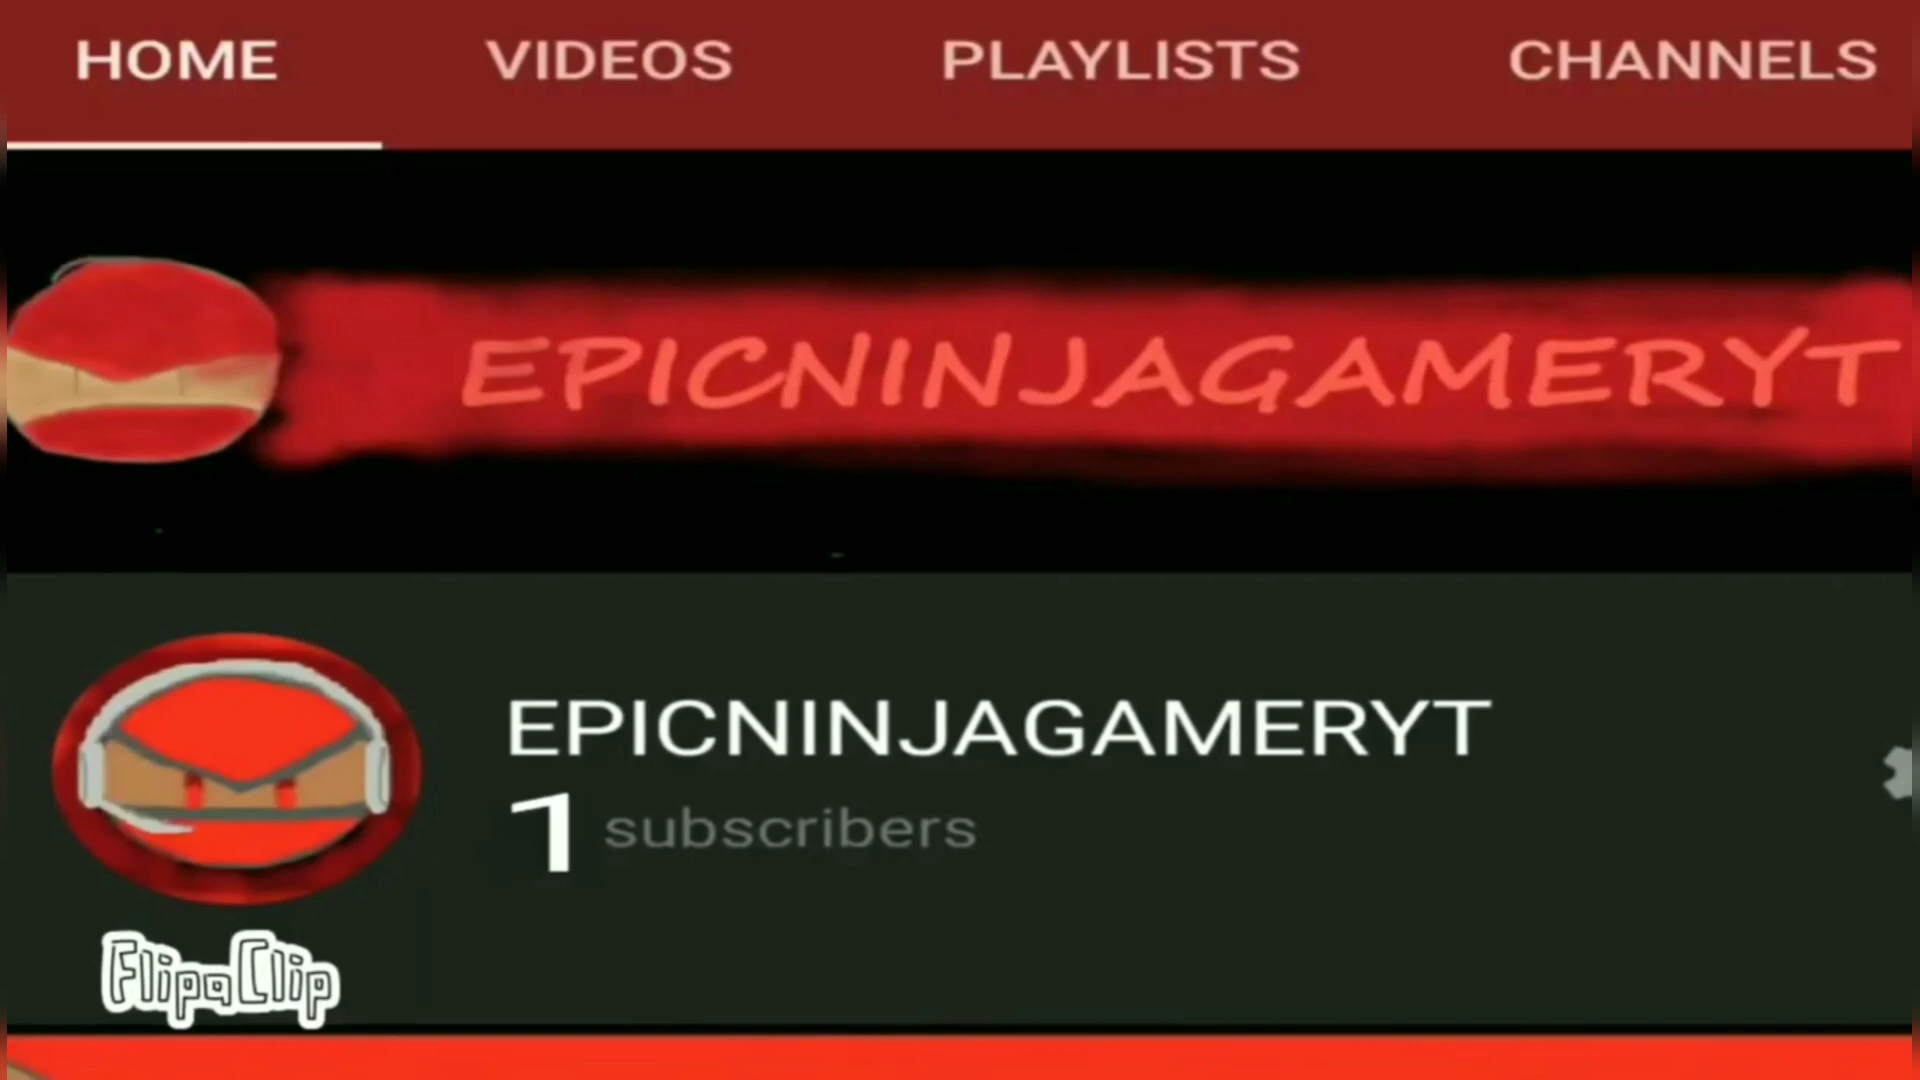 HOME VIDEOS PLAYLISTS CHANNELS
EPICNINJAGAMERYT
EPICNINJAGAMERYT
1 subscribers
FlipaClip